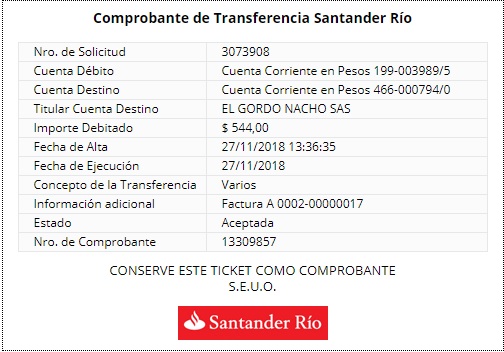 Comprobante de Transferencia Santander Río
Nro. de Solicitud 3073908
Cuenta Débito Cuenta Corriente en Pesos 199-003989/5
Cuenta Destino Cuenta Corriente en Pesos 466-000794/0
Titular Cuenta Destino EL GORDO NACHO SAS
Importe Debitado $ 544,00
Fecha de Alta 27/11/2018 13:36:35
Fecha de Ejecución 27/11/2018
Concepto de la Transferencia Varios
Información adicional Factura A 0002-00000017
Estado Aceptada
Nro. de Comprobante 13309857
CONSERVE ESTE TICKET COMO COMPROBANTE
S.E.U.O.
Santander Río